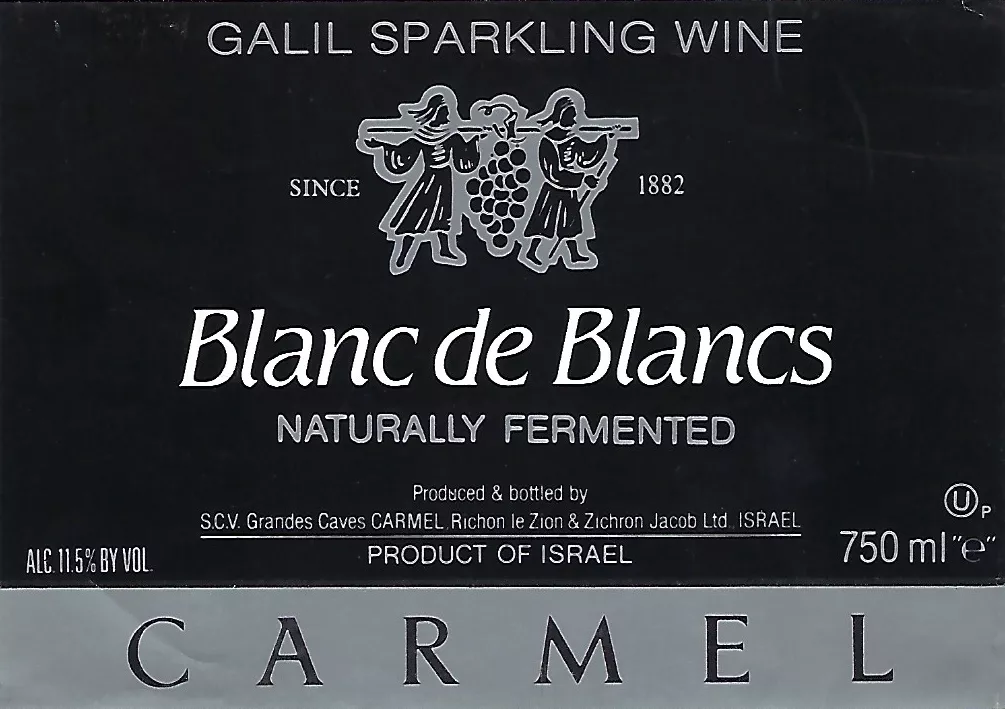 GALIL SPARKLING WINE
SINCE 1882
Blanc de Blancs
NATURALLY FERMENTED
Produced & bottled by
S.C.V. Grandes Caves CARMEL, Richon le Zion & Zichron Jacob Ltd., ISRAEL
PRODUCT OF ISRAEL
ALC. 11.5% BY VOL.
U P
750 ml "e"
CARMEL